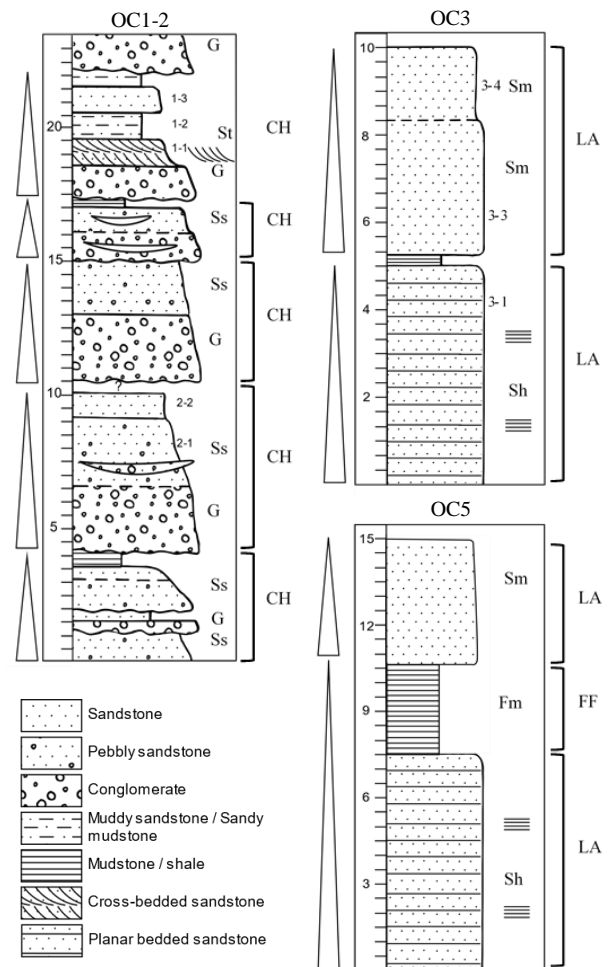 OC1-2
G
1-3
20
1-2
St
CH
1-1
G
Ss
CH
15
Ss
CH
G
?
10
2-2
2-1
Ss
CH
G
5
Ss
CH
G
Ss
OC3
10
3-4 Sm
LA
8
Sm
6
3-3
4
3-1
LA
2
Sh
OC5
15
Sm
LA
12
Fm
FF
9
6
LA
Sh
3
Sandstone
Pebbly sandstone
Conglomerate
Muddy sandstone / Sandy
mudstone
Mudstone / shale
Cross-bedded sandstone
Planar bedded sandstone